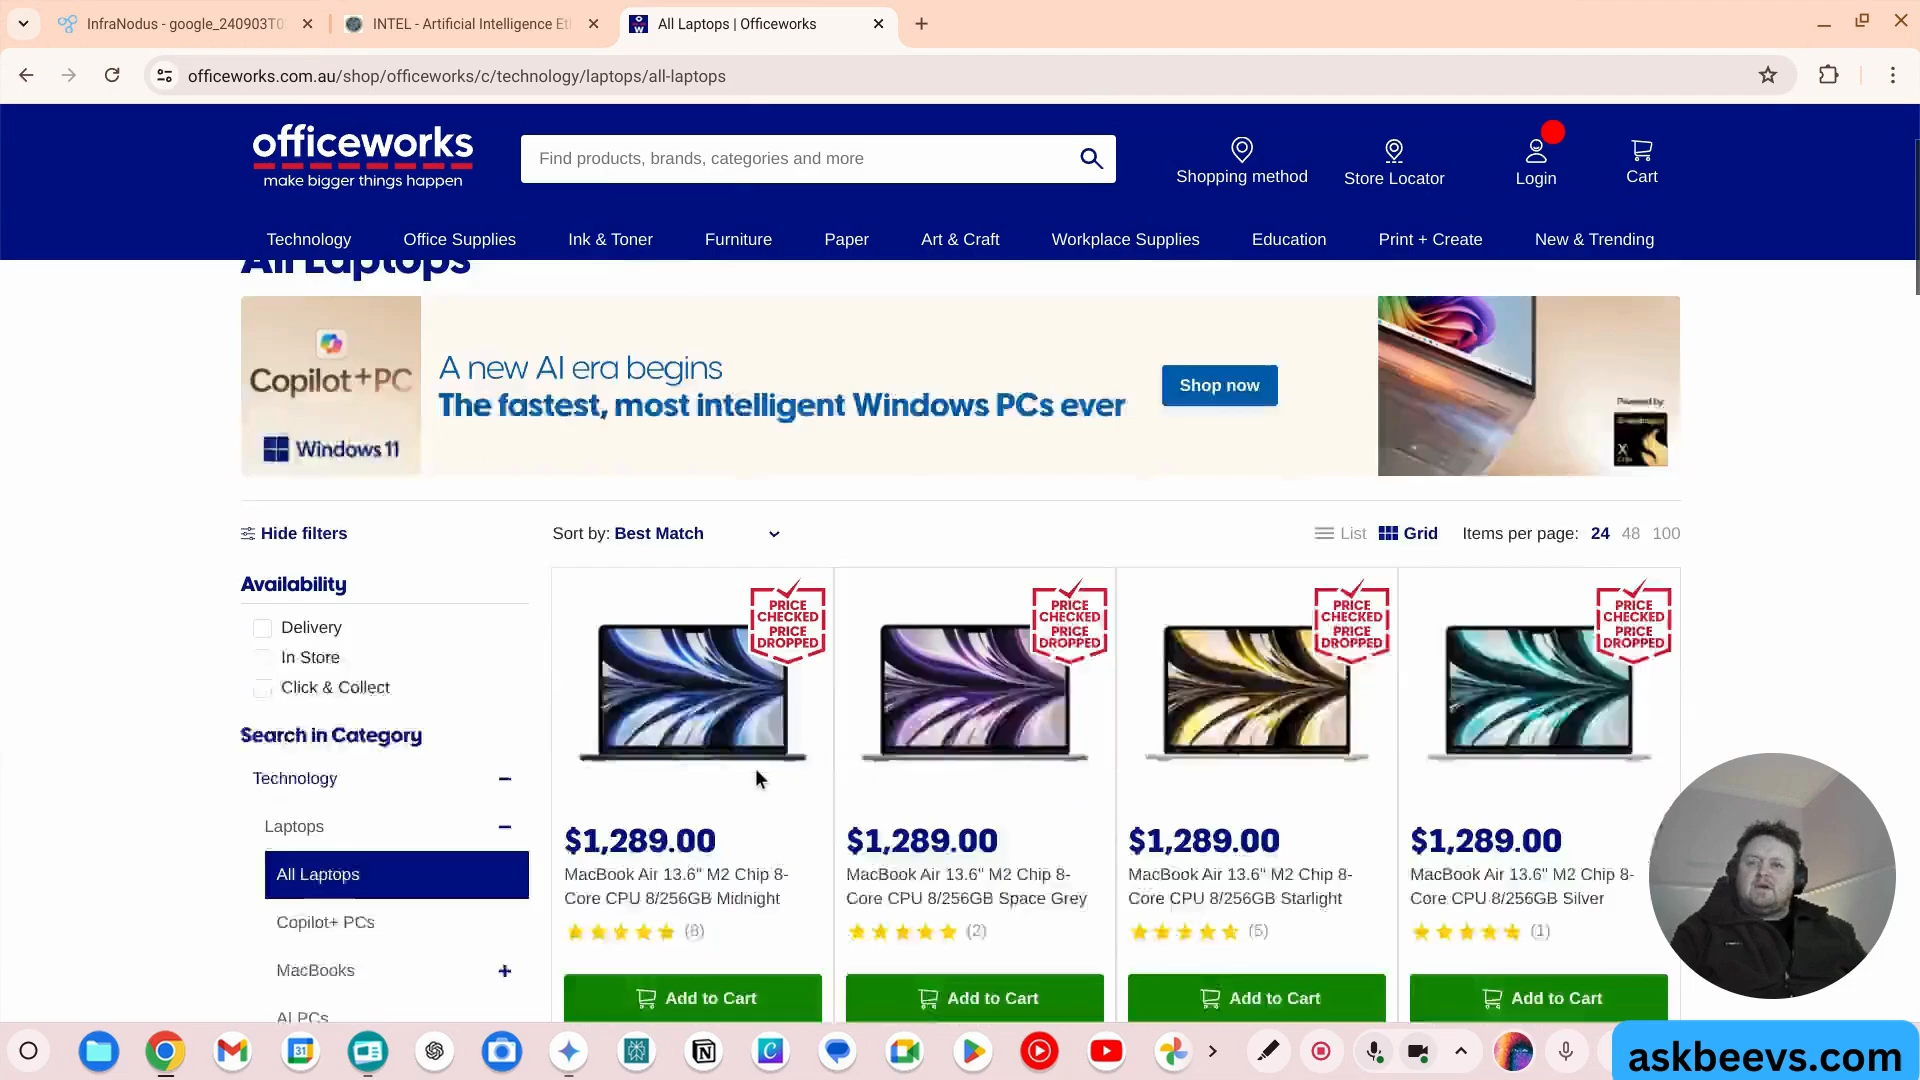 InfraNodus - google_240903T0
INTEL - Artificial Intelligence Et
All Laptops | Officeworks
officeworks.com.au/shop/officeworks/c/technology/laptops/all-laptops
officeworks
make bigger things happen
Find products, brands, categories and more
Shopping method
Store Locator
Login
Cart
Technology
Office Supplies
Ink & Toner
Furniture
Paper
Art & Craft
Workplace Supplies
Education
Print + Create
New & Trending
All Laptops
Copilot+PC
Windows 11
A new AI era begins
The fastest, most intelligent Windows PCs ever
Shop now
Powered by
Hide filters
Sort by: Best Match
List
Grid
Items per page: 24 48 100
Availability
Delivery
In Store
Click & Collect
Search in Category
Technology
Laptops
All Laptops
Copilot+ PCs
MacBooks
AI PCs
PRICE
CHECKED
PRICE
DROPPED
$1,289.00
MacBook Air 13.6" M2 Chip 8-
Core CPU 8/256GB Midnight
(8)
Add to Cart
PRICE
CHECKED
PRICE
DROPPED
$1,289.00
MacBook Air 13.6" M2 Chip 8-
Core CPU 8/256GB Space Grey
(2)
Add to Cart
PRICE
CHECKED
PRICE
DROPPED
$1,289.00
MacBook Air 13.6" M2 Chip 8-
Core CPU 8/256GB Starlight
(5)
Add to Cart
PRICE
CHECKED
PRICE
DROPPED
$1,289.00
MacBook Air 13.6" M2 Chip 8-
Core CPU 8/256GB Silver
(1)
Add to Cart
askbeevs.com